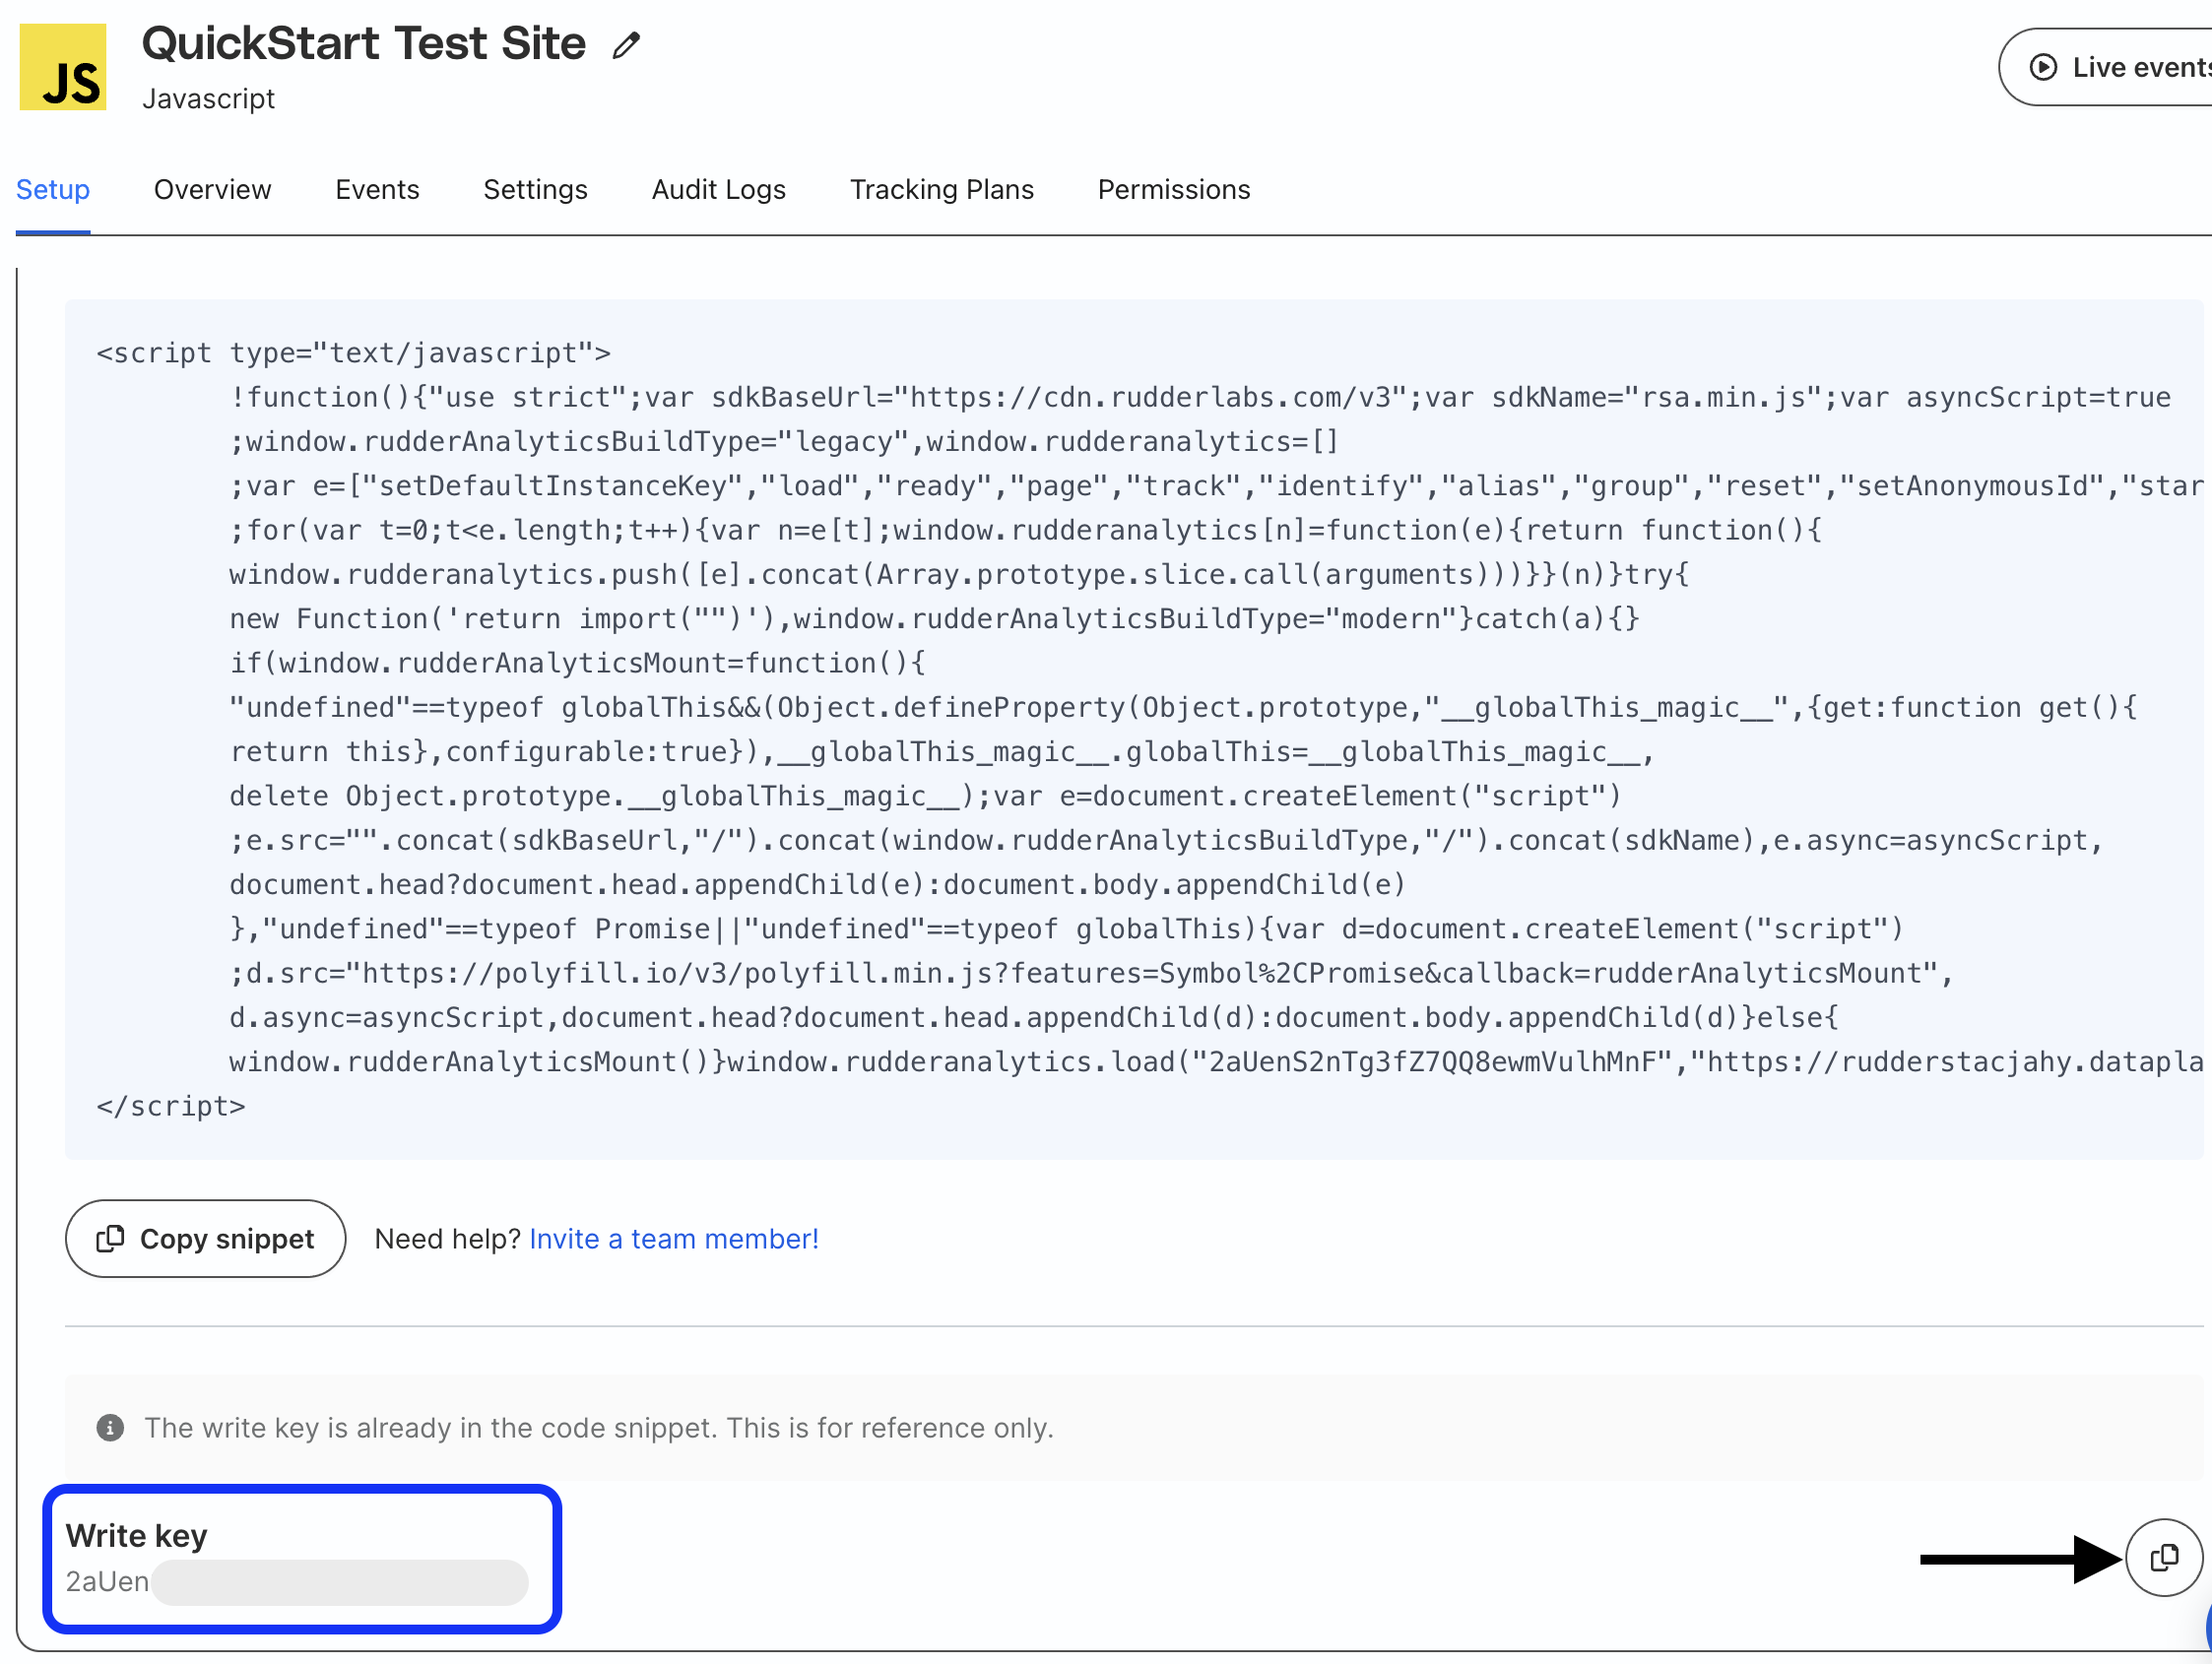 JS
QuickStart Test Site
Javascript
Live events
Setup Overview Events Settings Audit Logs Tracking Plans Permissions
<script type="text/javascript">
!function(){"use strict";var sdkBaseUrl="https://cdn.rudderlabs.com/v3";var sdkName="rsa.min.js";var asyncScript=true
;window.rudderAnalyticsBuildType="legacy",window.rudderanalytics=[]
;var e=["setDefaultInstanceKey","load","ready","page","track","identify","alias","group","reset","setAnonymousId","star
;for(var t=0;t<e.length;t++){var n=e[t];window.rudderanalytics[n]=function(e){return function(){
window.rudderanalytics.push([e].concat(Array.prototype.slice.call(arguments)))}}(n)}try{
new Function('return import("")'),window.rudderAnalyticsBuildType="modern"}catch(a){}
if(window.rudderAnalyticsMount=function(){
"undefined"==typeof globalThis&&(Object.defineProperty(Object.prototype,"__globalThis_magic__",{get:function get(){
return this},configurable:true}),__globalThis_magic__.globalThis=__globalThis_magic__,
delete Object.prototype.__globalThis_magic__);var e=document.createElement("script")
;e.src="".concat(sdkBaseUrl,"/").concat(window.rudderAnalyticsBuildType,"/").concat(sdkName),e.async=asyncScript,
document.head?document.head.appendChild(e):document.body.appendChild(e)
},"undefined"==typeof Promise||"undefined"==typeof globalThis){var d=document.createElement("script")
;d.src="https://polyfill.io/v3/polyfill.min.js?features=Symbol%2CPromise&callback=rudderAnalyticsMount",
d.async=asyncScript,document.head?document.head.appendChild(d):document.body.appendChild(d)}else{
window.rudderAnalyticsMount()}window.rudderanalytics.load("2aUenS2nTg3fZ7QQ8ewmVulhMnF","https://rudderstacjahy.datapla
</script>
Copy snippet Need help? Invite a team member!
The write key is already in the code snippet. This is for reference only.
Write key
2aUen